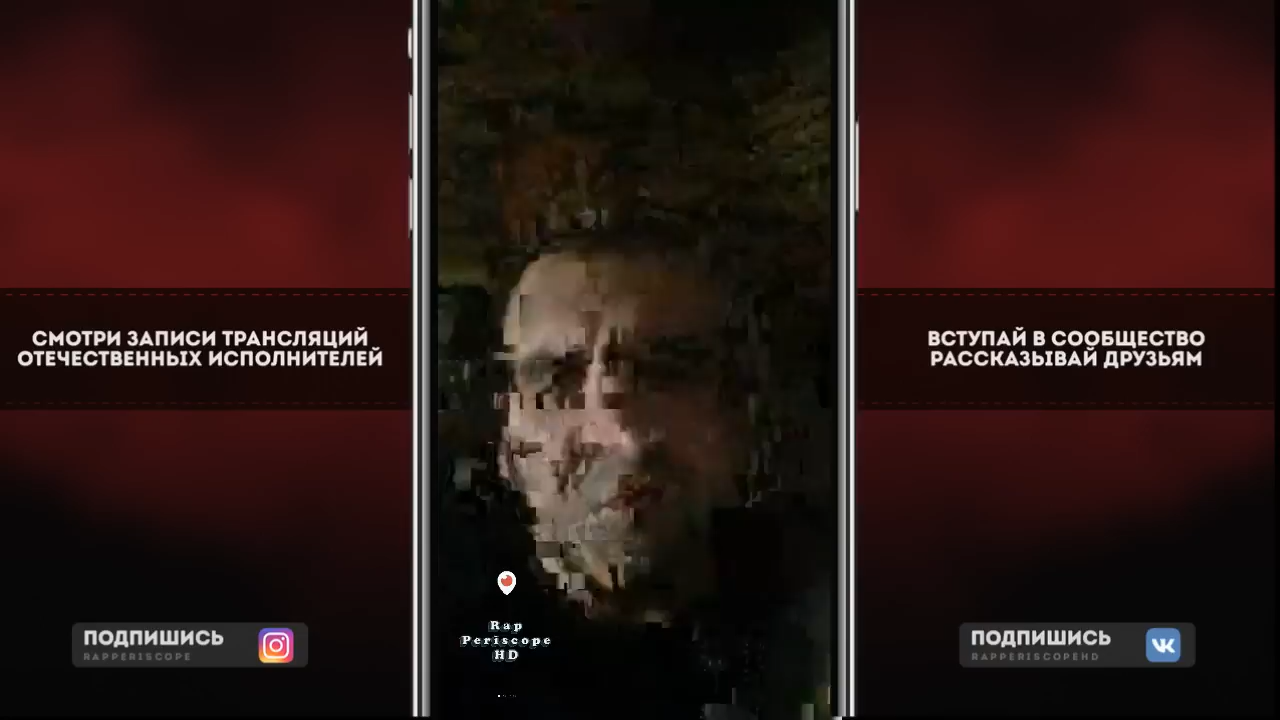 СМОТРИ ЗАПИСИ ТРАНСЛЯЦИЙ
ОТЕЧЕСТВЕННЫХ ИСПОЛНИТЕЛЕЙ
ВСТУПАЙ В СООБЩЕСТВО
РАССКАЗЫВАЙ ДРУЗЬЯМ
Rap
Periscope
HD
ПОДПИШИСЬ
RAPPERISCOPE
ПОДПИШИСЬ
RAPPERISCOPEHD